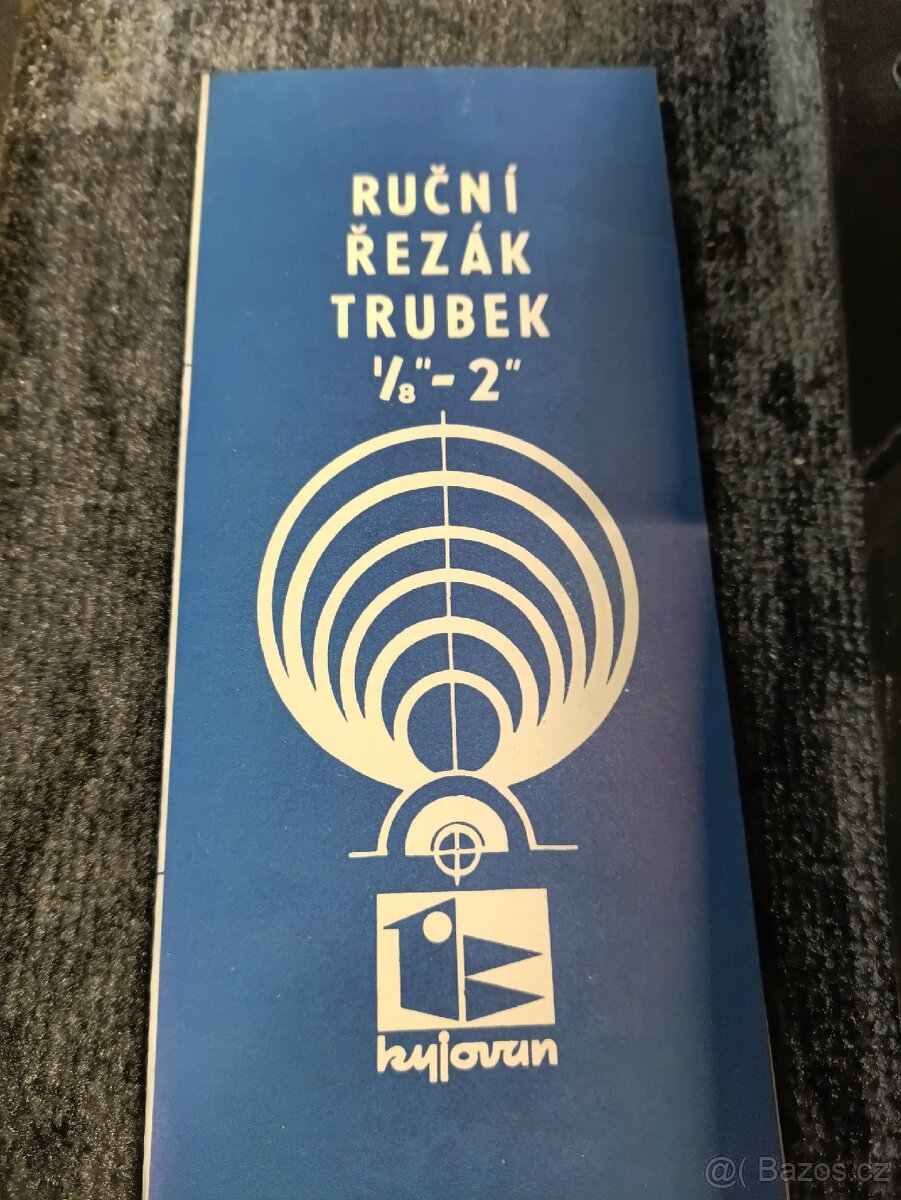 RUČNÍ
ŘEZÁK
TRUBEK
1/8" - 2"
kyjovan
@( Bazos.cz